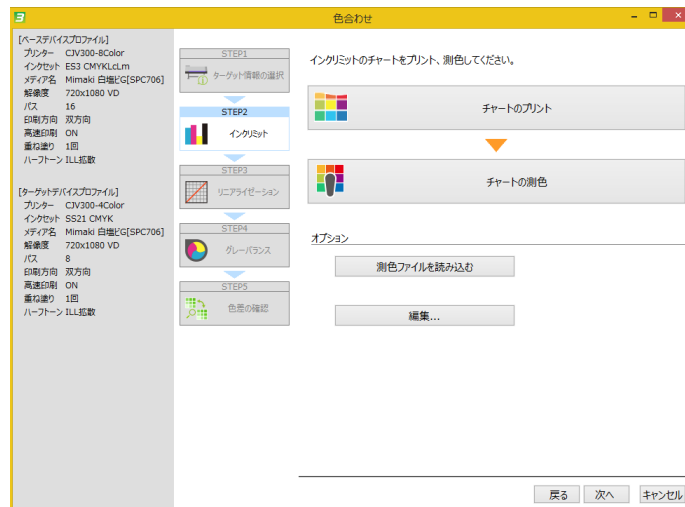 色合わせ
[ベースデバイスプロファイル]
プリンター CJV300-8Color
インクセット ES3 CMYKLcLm
メディア名 Mimaki 白塩ビG[SPC706]
解像度 720x1080 VD
パス 16
印刷方向 双方向
高速印刷 ON
重ね塗り 1回
ハーフトーン ILL拡散
[ターゲットデバイスプロファイル]
プリンター CJV300-4Color
インクセット SS21 CMYK
メディア名 Mimaki 白塩ビG[SPC706]
解像度 720x1080 VD
パス 8
印刷方向 双方向
高速印刷 ON
重ね塗り 1回
ハーフトーン ILL拡散
STEP1
ターゲット情報の選択
STEP2
インクリミット
STEP3
リニアライゼーション
STEP4
グレーバランス
STEP5
色差の確認
インクリミットのチャートをプリント、測色してください。
チャートのプリント
チャートの測色
オプション
測色ファイルを読み込む
編集...
戻る
次へ
キャンセル